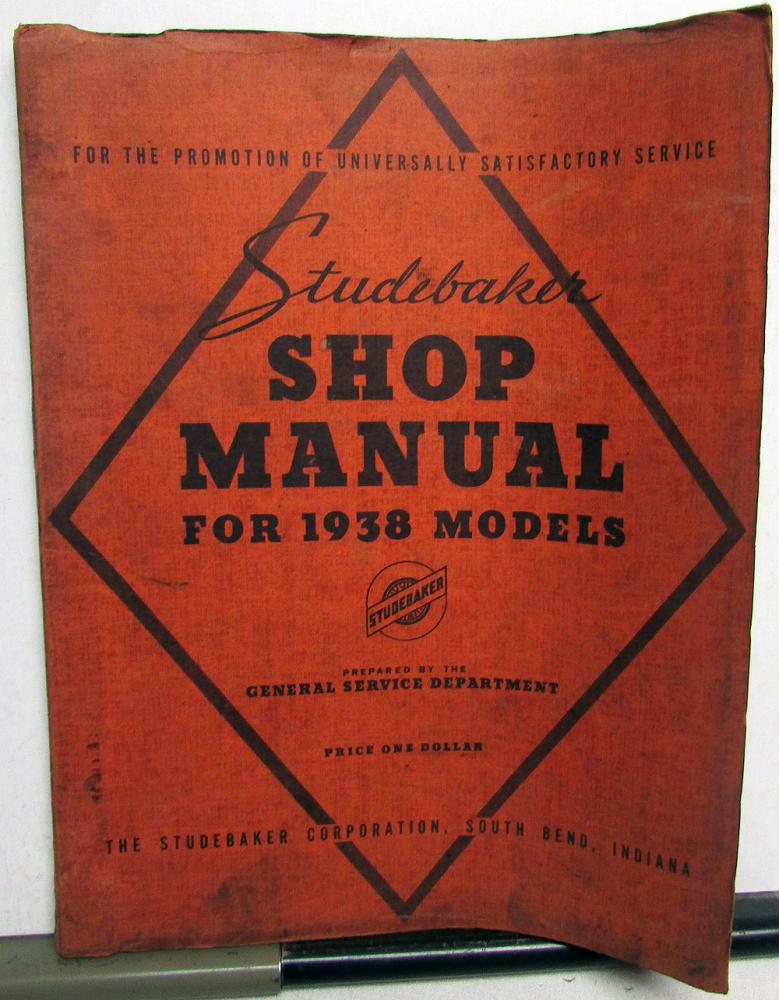 FOR THE PROMOTION OF UNIVERSALLY SATISFACTORY SERVICE
Studebaker
SHOP
MANUAL
FOR 1938 MODELS
STUDEBAKER
PREPARED BY THE
GENERAL SERVICE DEPARTMENT
PRICE ONE DOLLAR
THE STUDEBAKER CORPORATION, SOUTH BEND, INDIANA